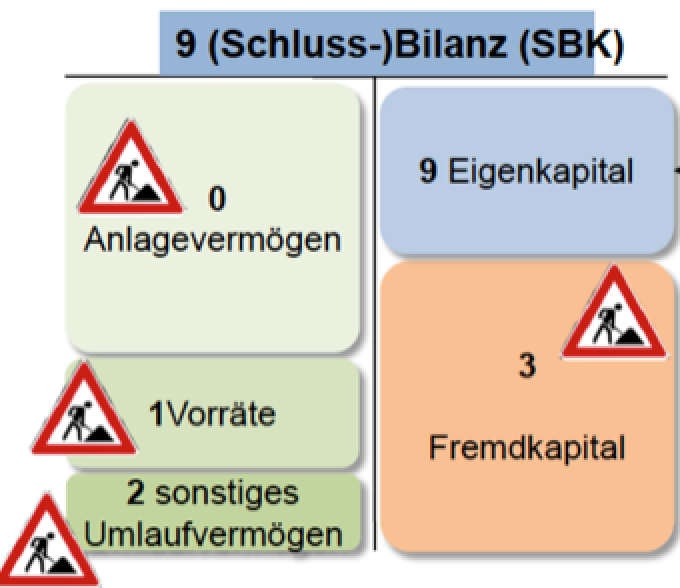 9 (Schluss-)Bilanz (SBK)
0
Anlagevermögen
1Vorräte
2 sonstiges
Umlaufvermögen
9 Eigenkapital
3
Fremdkapital